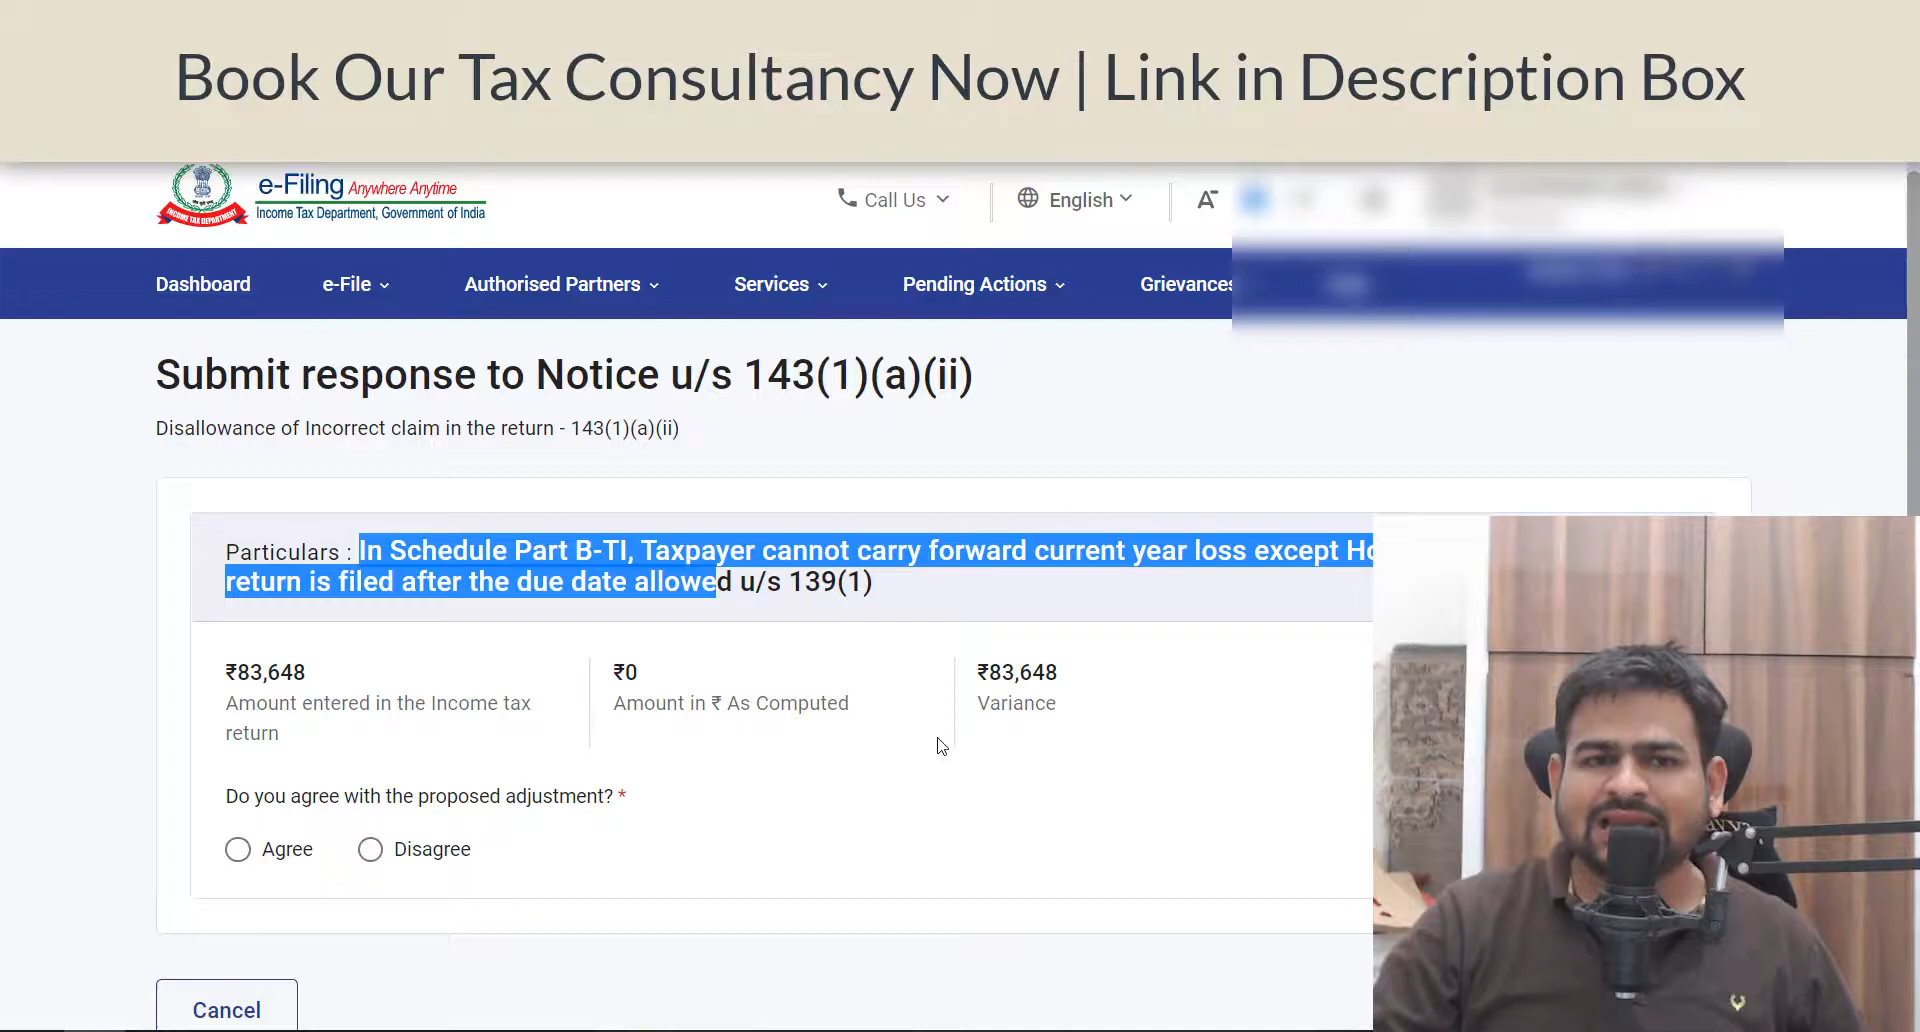 Book Our Tax Consultancy Now | Link in Description Box
e-Filing Anywhere Anytime
Income Tax Department, Government of India
INCOME TAX DEPARTMENT
Call Us
English
A
Dashboard
e-File
Authorised Partners
Services
Pending Actions
Grievances
Submit response to Notice u/s 143(1)(a)(ii)
Disallowance of Incorrect claim in the return - 143(1)(a)(ii)
Particulars : In Schedule Part B-TI, Taxpayer cannot carry forward current year loss except
return is filed after the due date allowed u/s 139(1)
₹83,648
₹0
₹83,648
Amount entered in the Income tax
return
Amount in ₹ As Computed
Variance
Do you agree with the proposed adjustment? *
Agree
Disagree
Cancel